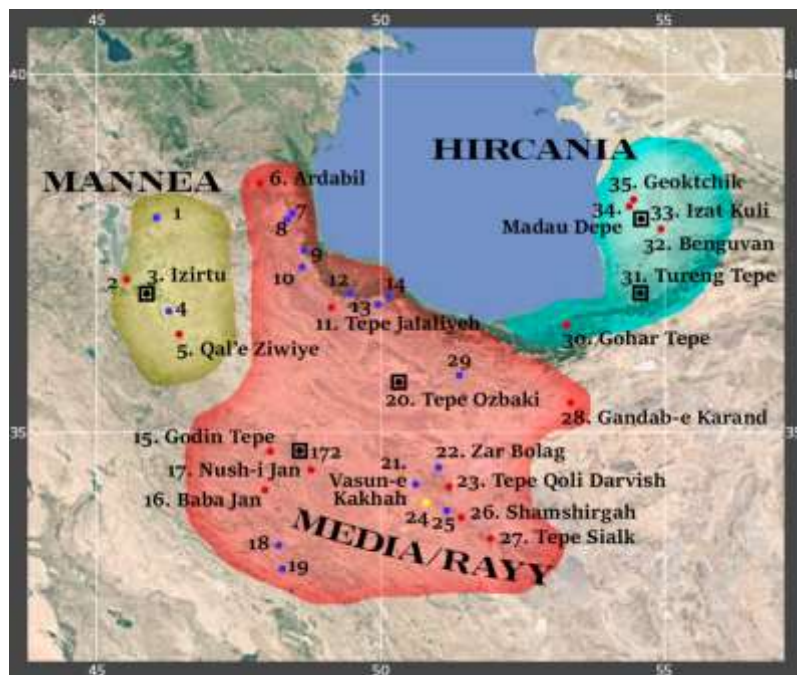 45
50
55
40
40
HIRCANIA
MANNEA
6. Ardabil
35. Geoktchik
1
7
8
34.
33. Izat Kuli
Madau Depe
32. Benguvan
9
2
3. Izirtu
10
12
14
31. Tureng Tepe
4
13
11. Tepe Jalaliyeh
5. Qal'e Ziwiye
30. Gohar Tepe
29
20. Tepe Ozbaki
28. Gandab-e Karand
35
35
15. Godin Tepe
172
22. Zar Bolag
17. Nush-i Jan
21.
Vasun-e
Kakhah
23. Tepe Qoli Darvish
16. Baba Jan
24
25
26. Shamshirgah
MEDIA/RAYY
27. Tepe Sialk
18
19
45
50
55